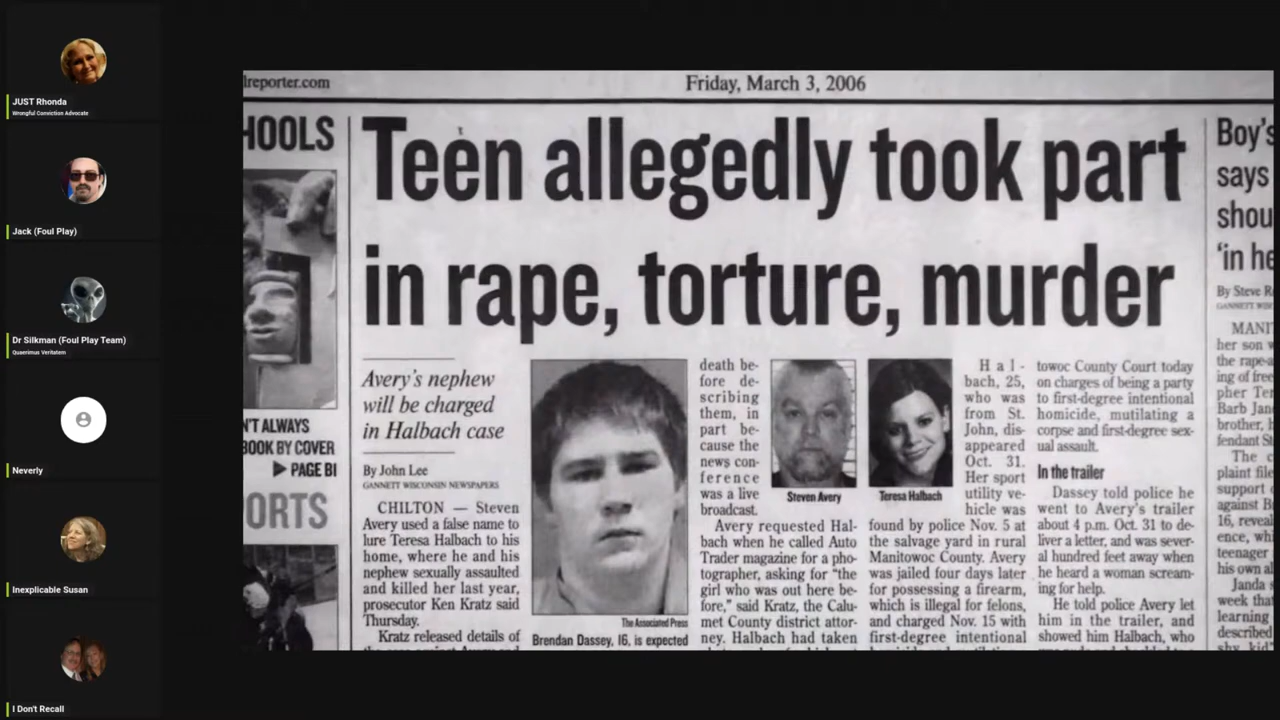 JUST Rhonda
Wrongful Conviction Advocate
Jack (Foul Play)
Dr Silkman (Foul Play Team)
Quaerimus Veritatem
Neverly
Inexplicable Susan
I Don't Recall
lreporter.com
Friday, March 3, 2006
HOOLS
N'T ALWAYS
BOOK BY COVER
▶ PAGE BI
ORTS
Teen allegedly took part
in rape, torture, murder
Avery's nephew
will be charged
in Halbach case
By John Lee
GANNETT WISCONSIN NEWSPAPERS
CHILTON — Steven
Avery used a false name to
lure Teresa Halbach to his
home, where he and his
nephew sexually assaulted
and killed her last year,
prosecutor Ken Kratz said
Thursday.
Kratz released details of
The Associated Press
Brendan Dassey, 16, is expected
death be-
fore de-
scribing
them, in
part be-
cause the
news con-
ference
was a live
broadcast.
Avery requested Hal-
bach when he called Auto
Trader magazine for a pho-
tographer, asking for "the
girl who was out here be-
fore," said Kratz, the Calu-
met County district attor-
ney. Halbach had taken
Steven Avery
Teresa Halbach
Hal-
bach, 25,
who was
from St.
John, dis-
appeared
Oct. 31.
Her sport
utility ve-
hicle was
found by police Nov. 5 at
the salvage yard in rural
Manitowoc County. Avery
was jailed four days later
for possessing a firearm,
which is illegal for felons,
and charged Nov. 15 with
first-degree intentional
towoc County Court today
on charges of being a party
to first-degree intentional
homicide, mutilating a
corpse and first-degree sex-
ual assault.
In the trailer
Dassey told police he
went to Avery's trailer
about 4 p.m. Oct. 31 to de-
liver a letter, and was sever-
al hundred feet away when
he heard a woman scream-
ing for help.
He told police Avery let
him in the trailer, and
showed him Halbach, who
Boy's
says
shou
'in he
By Steve R
MANI
her son w
the rape-a
ing of free
pher Ter
Barb Jan
brother, h
fendant St
The c
plaint file
support
against B
16, reveal
ence, whi
teenager
his own al
Janda s
week that
learning
described
shy kid"